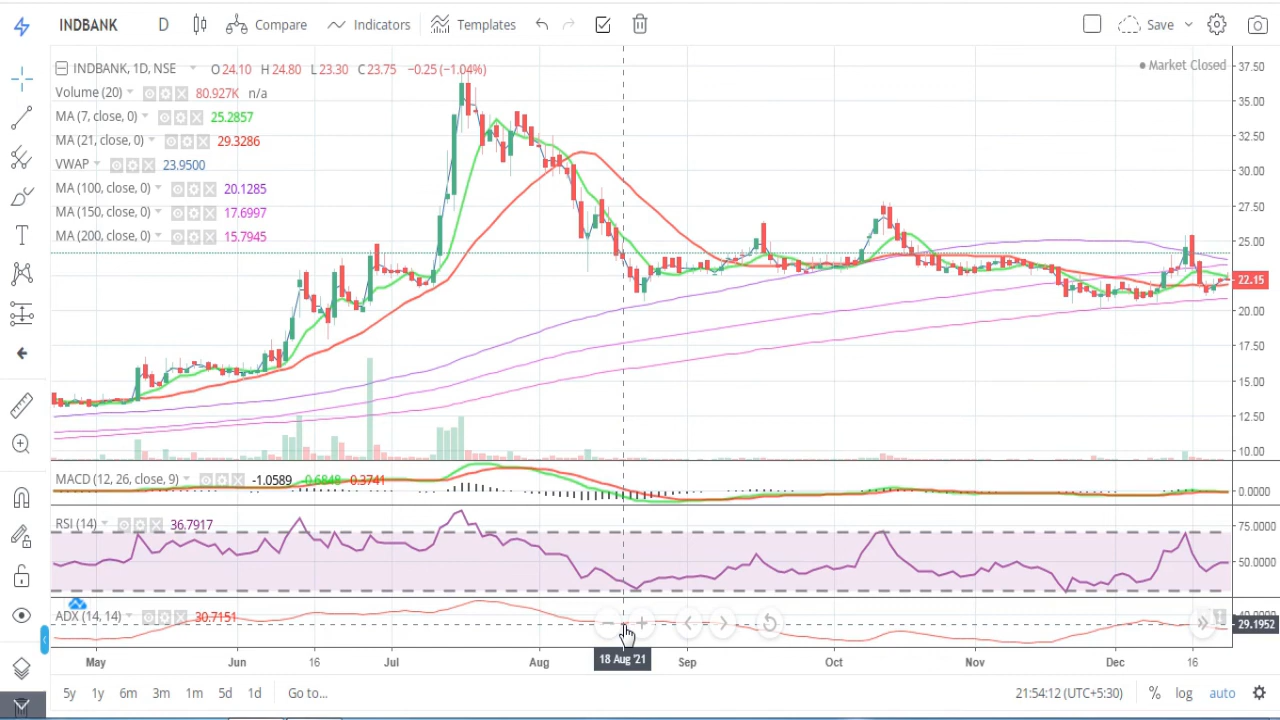 INDBANK D Compare Indicators Templates Save
INDBANK, 1D, NSE O 24.10 H 24.80 L 23.30 C 23.75 −0.25 (−1.04%)
Market Closed
Volume (20) 80.927K n/a
MA (7, close, 0) 25.2857
MA (21, close, 0) 29.3286
VWAP 23.9500
MA (100, close, 0) 20.1285
MA (150, close, 0) 17.6997
MA (200, close, 0) 15.7945
37.50
35.00
32.50
30.00
27.50
25.00
22.15
20.00
17.50
15.00
12.50
10.00
MACD (12, 26, close, 9) -1.0589 -0.6848 0.3741
0.0000
RSI (14) 36.7917
75.0000
50.0000
ADX (14, 14) 30.7151
40.0000
29.1952
May Jun 16 Jul Aug 18 Aug '21 Sep Oct Nov Dec 16
5y 1y 6m 3m 1m 5d 1d Go to... 21:54:12 (UTC+5:30) % log auto